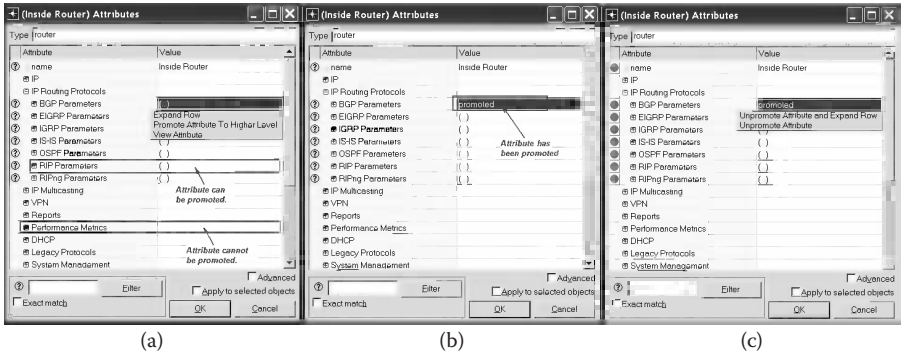 (Inside Router) Attributes
Type router
Attribute Value
name Inside Router
IP
IP Routing Protocols
BGP Parameters ( )
EIGRP Parameters
IGRP Parameters
IS-IS Parameters ( )
OSPF Parameters ( )
RIP Parameters ( )
RIPng Parameters ( )
IP Multicasting
VPN
Reports
Performance Metrics
DHCP
Legacy Protocols
System Management
Expand Row
Promote Attribute To Higher Level
View Attribute
Attribute can
be promoted.
Attribute cannot
be promoted.
Advanced
Filter
Apply to selected objects
Exact match
OK Cancel
(a)
(Inside Router) Attributes
Type router
Attribute Value
name Inside Router
IP
IP Routing Protocols
BGP Parameters promoted
EIGRP Parameters ( )
IGRP Parameters ( )
IS-IS Parameters ( )
OSPF Parameters ( )
RIP Parameters ( )
RIPng Parameters ( )
IP Multicasting
VPN
Reports
Performance Metrics
DHCP
Legacy Protocols
System Management
Attribute has
been promoted
Advanced
Filter
Apply to selected objects
Exact match
OK Cancel
(b)
(Inside Router) Attributes
Type router
Attribute Value
name Inside Router
IP
IP Routing Protocols
BGP Parameters promoted
EIGRP Parameters
IGRP Parameters
IS-IS Parameters ( )
OSPF Parameters ( )
RIP Parameters ( )
RIPng Parameters ( )
IP Multicasting
VPN
Reports
Performance Metrics
DHCP
Legacy Protocols
System Management
Unpromote Attribute and Expand Row
Unpromote Attribute
Advanced
Filter
Apply to selected objects
Exact match
OK Cancel
(c)